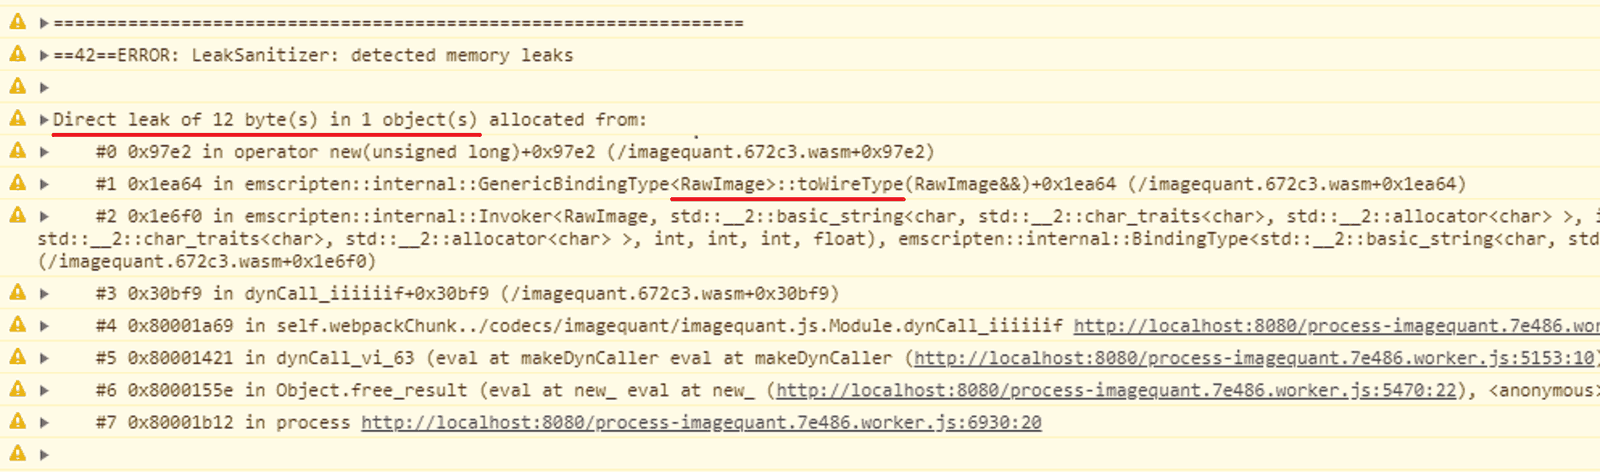 =================================================================
==42==ERROR: LeakSanitizer: detected memory leaks
Direct leak of 12 byte(s) in 1 object(s) allocated from:
#0 0x97e2 in operator new(unsigned long)+0x97e2 (/imagequant.672c3.wasm+0x97e2)
#1 0x1ea64 in emscripten::internal::GenericBindingType<RawImage>::toWireType(RawImage&&)+0x1ea64 (/imagequant.672c3.wasm+0x1ea64)
#2 0x1e6f0 in emscripten::internal::Invoker<RawImage, std::__2::basic_string<char, std::__2::char_traits<char>, std::__2::allocator<char> >, i
std::__2::char_traits<char>, std::__2::allocator<char> >, int, int, int, float), emscripten::internal::BindingType<std::__2::basic_string<char, std
(/imagequant.672c3.wasm+0x1e6f0)
#3 0x30bf9 in dynCall_iiiiiif+0x30bf9 (/imagequant.672c3.wasm+0x30bf9)
#4 0x80001a69 in self.webpackChunk../codecs/imagequant/imagequant.js.Module.dynCall_iiiiiif http://localhost:8080/process-imagequant.7e486.wor
#5 0x80001421 in dynCall_vi_63 (eval at makeDynCaller eval at makeDynCaller (http://localhost:8080/process-imagequant.7e486.worker.js:5153:10)
#6 0x8000155e in Object.free_result (eval at new_ eval at new_ (http://localhost:8080/process-imagequant.7e486.worker.js:5470:22), <anonymous>
#7 0x80001b12 in process http://localhost:8080/process-imagequant.7e486.worker.js:6930:20